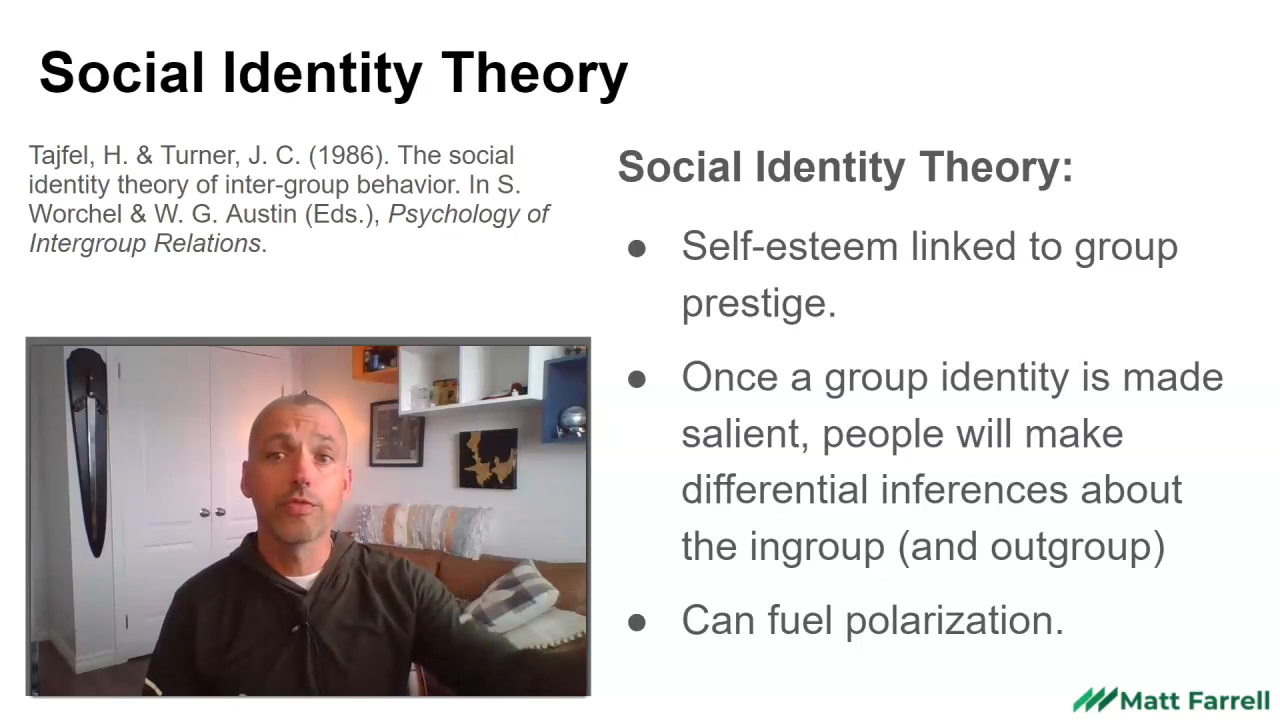 Social Identity Theory
Tajfel, H. & Turner, J. C. (1986). The social
identity theory of inter-group behavior. In S.
Worchel & W. G. Austin (Eds.), Psychology of
Intergroup Relations.
Social Identity Theory:
● Self-esteem linked to group
prestige.
● Once a group identity is made
salient, people will make
differential inferences about
the ingroup (and outgroup)
● Can fuel polarization.
Matt Farrell